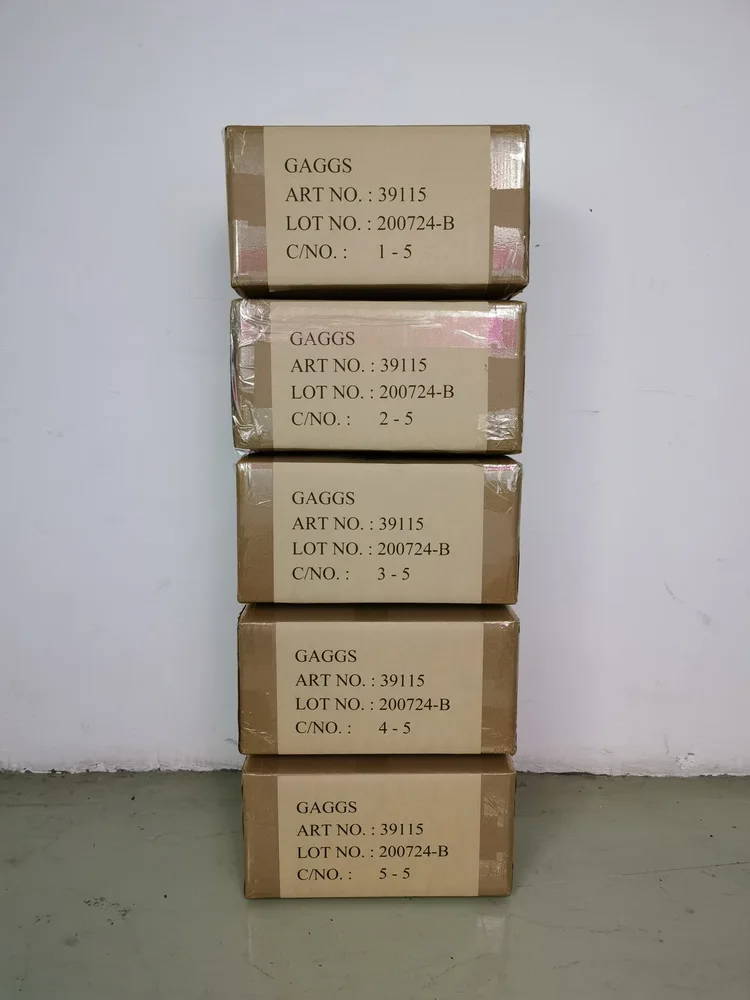 GAGGS
ART NO. : 39115
LOT NO. : 200724-B
C/NO. : 1 - 5
GAGGS
ART NO. : 39115
LOT NO. : 200724-B
C/NO. : 2 - 5
GAGGS
ART NO. : 39115
LOT NO. : 200724-B
C/NO. : 3 - 5
GAGGS
ART NO. : 39115
LOT NO. : 200724-B
C/NO. : 4 - 5
GAGGS
ART NO. : 39115
LOT NO. : 200724-B
C/NO. : 5 - 5